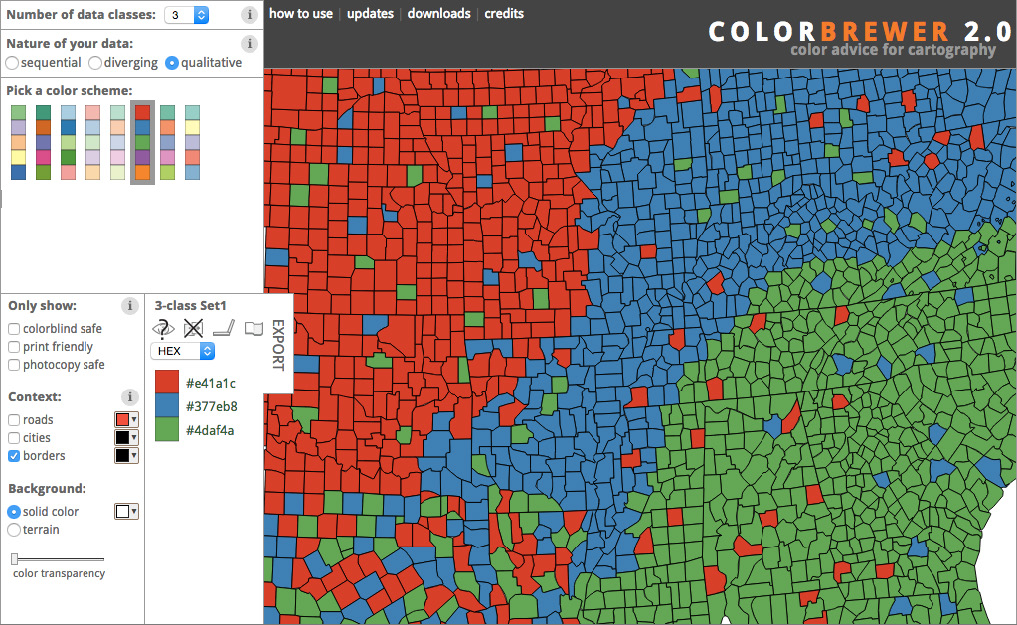 Number of data classes: 3 i
how to use | updates | downloads | credits
COLORBREWER 2.0
color advice for cartography
Nature of your data: i
sequential diverging qualitative
Pick a color scheme:
Only show: i
colorblind safe
print friendly
photocopy safe
Context: i
roads
cities
borders
Background:
solid color
terrain
color transparency
3-class Set1
HEX
EXPORT
#e41a1c
#377eb8
#4daf4a